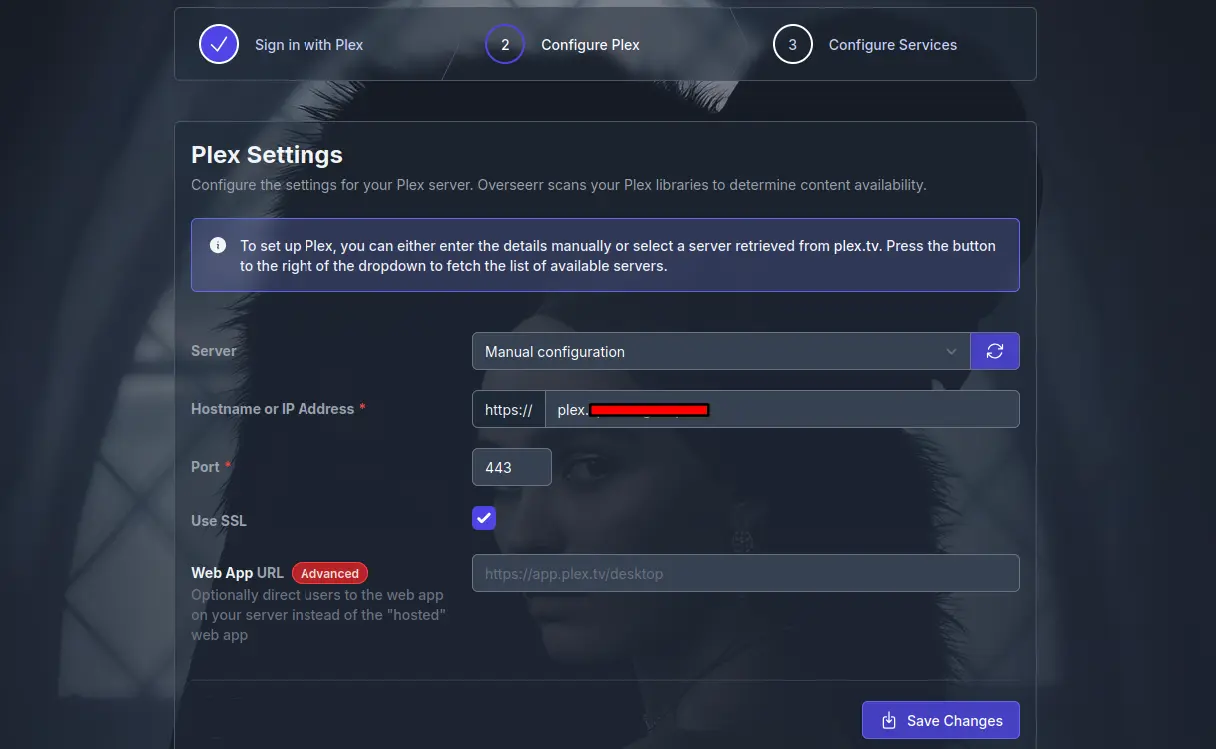 Sign in with Plex
2 Configure Plex
3 Configure Services
Plex Settings
Configure the settings for your Plex server. Overseerr scans your Plex libraries to determine content availability.
To set up Plex, you can either enter the details manually or select a server retrieved from plex.tv. Press the button
to the right of the dropdown to fetch the list of available servers.
Server
Manual configuration
Hostname or IP Address *
https:// plex.
Port *
443
Use SSL
Web App URL Advanced
https://app.plex.tv/desktop
Optionally direct users to the web app
on your server instead of the "hosted"
web app
Save Changes